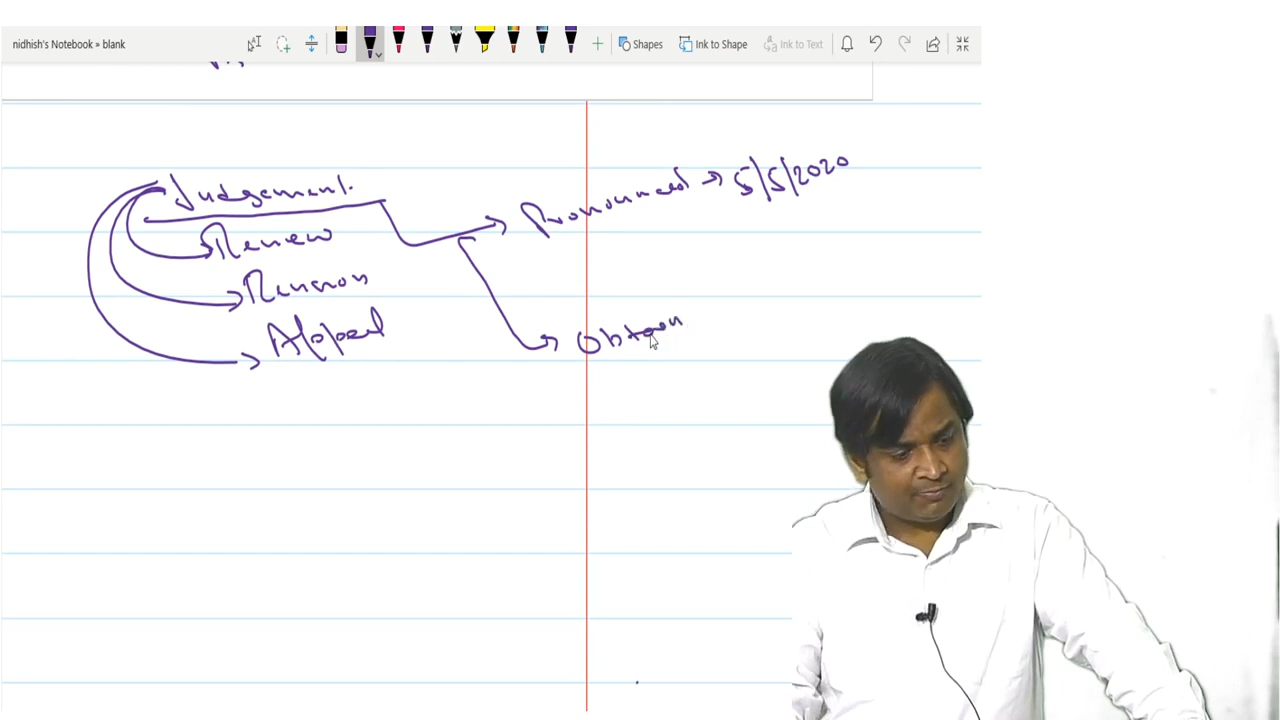 nidhish's Notebook » blank
Shapes Ink to Shape Ink to Text
Judgement.
Pronounced → 5/5/2020
Review
Revision
Appeal
Obtain